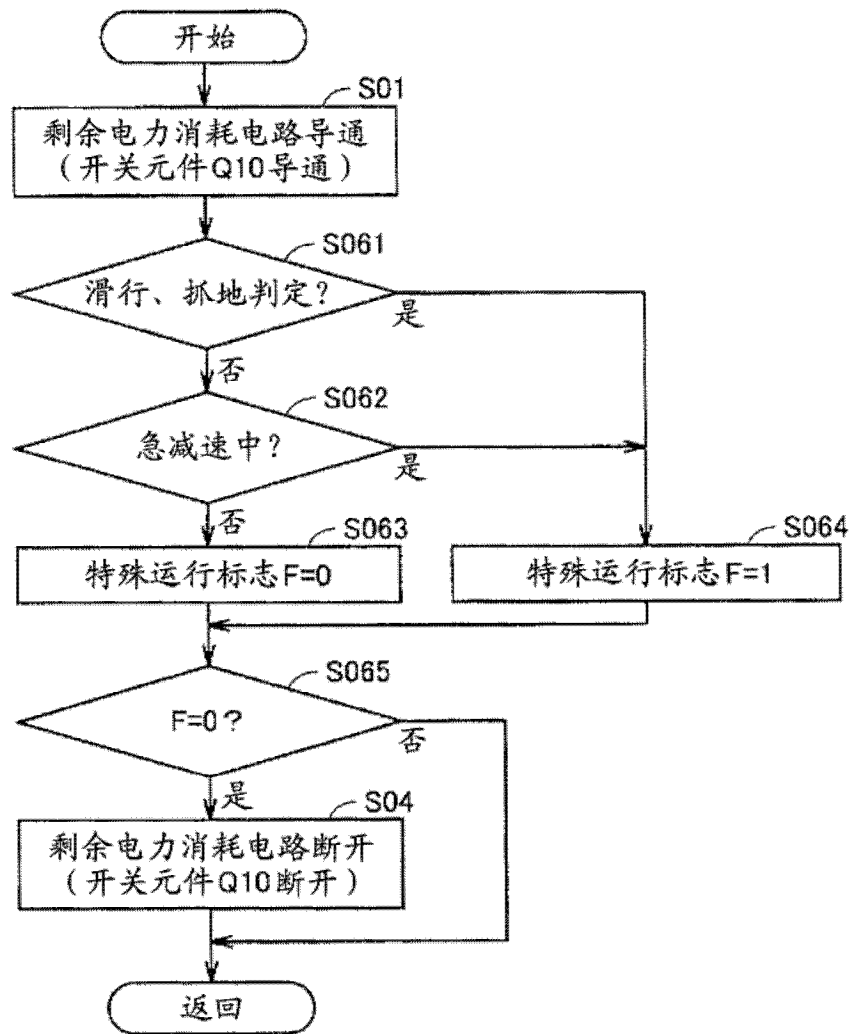 开始
S01
剩余电力消耗电路导通
(开关元件Q10导通)
S061
滑行、抓地判定?
是
否
S062
急减速中?
是
否
S063
特殊运行标志F=0
S064
特殊运行标志F=1
S065
F=0?
否
是
S04
剩余电力消耗电路断开
(开关元件Q10断开)
返回